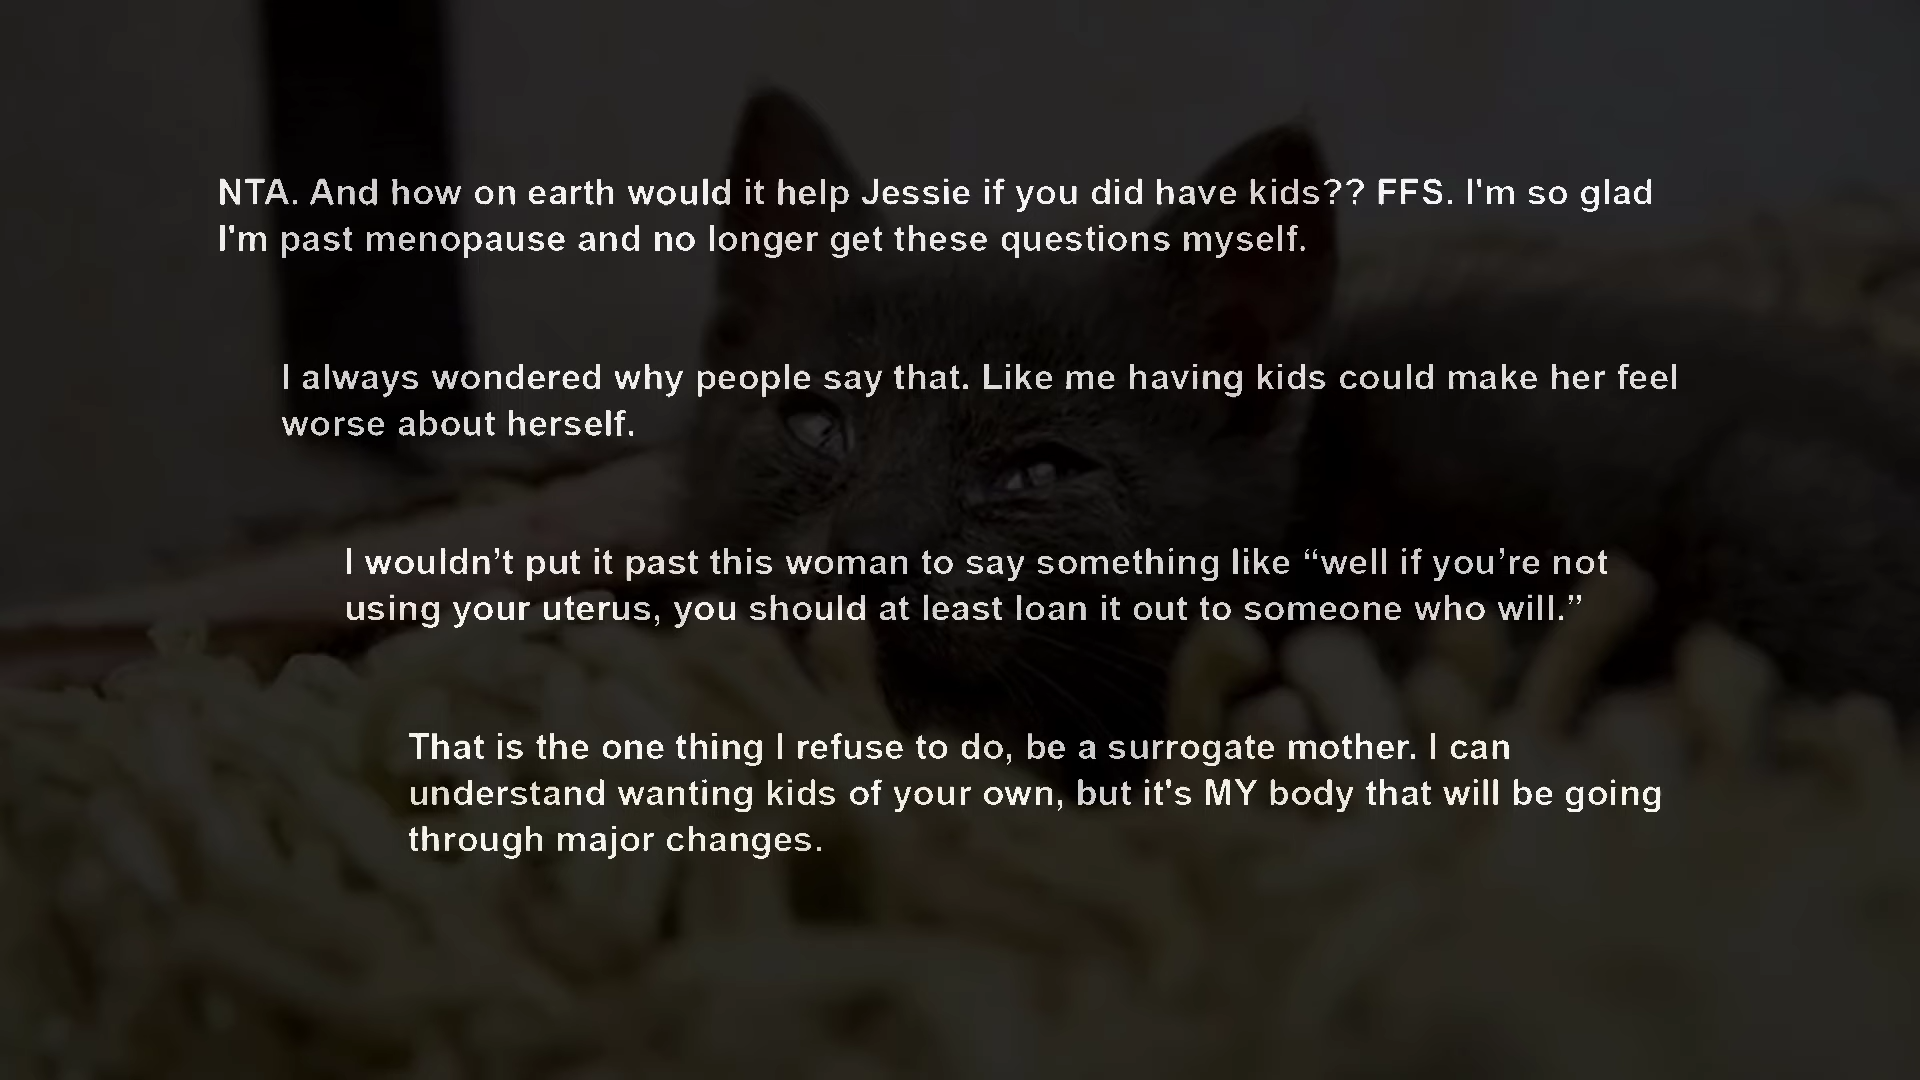 NTA. And how on earth would it help Jessie if you did have kids?? FFS. I'm so glad
I'm past menopause and no longer get these questions myself.
I always wondered why people say that. Like me having kids could make her feel
worse about herself.
I wouldn’t put it past this woman to say something like “well if you’re not
using your uterus, you should at least loan it out to someone who will.”
That is the one thing I refuse to do, be a surrogate mother. I can
understand wanting kids of your own, but it's MY body that will be going
through major changes.